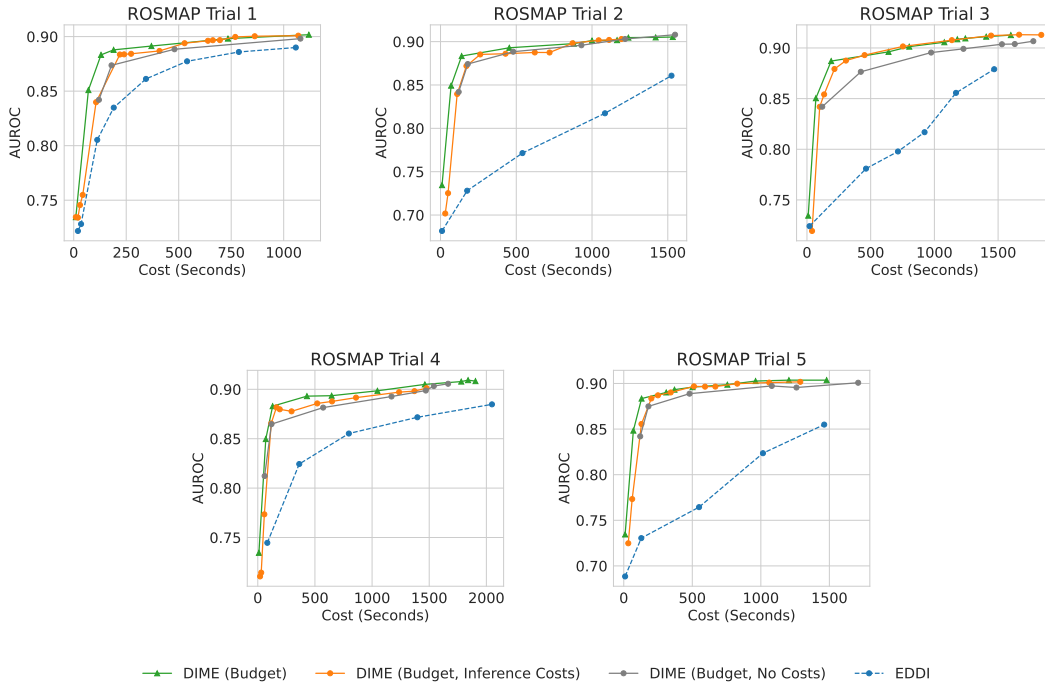 ROSMAP Trial 1
AUROC
0.90
0.85
0.80
0.75
0 250 500 750 1000
Cost (Seconds)
ROSMAP Trial 2
AUROC
0.90
0.85
0.80
0.75
0.70
0 500 1000 1500
Cost (Seconds)
ROSMAP Trial 3
AUROC
0.90
0.85
0.80
0.75
0 500 1000 1500
Cost (Seconds)
ROSMAP Trial 4
AUROC
0.90
0.85
0.80
0.75
0 500 1000 1500 2000
Cost (Seconds)
ROSMAP Trial 5
AUROC
0.90
0.85
0.80
0.75
0.70
0 500 1000 1500
Cost (Seconds)
DIME (Budget) DIME (Budget, Inference Costs) DIME (Budget, No Costs) EDDI